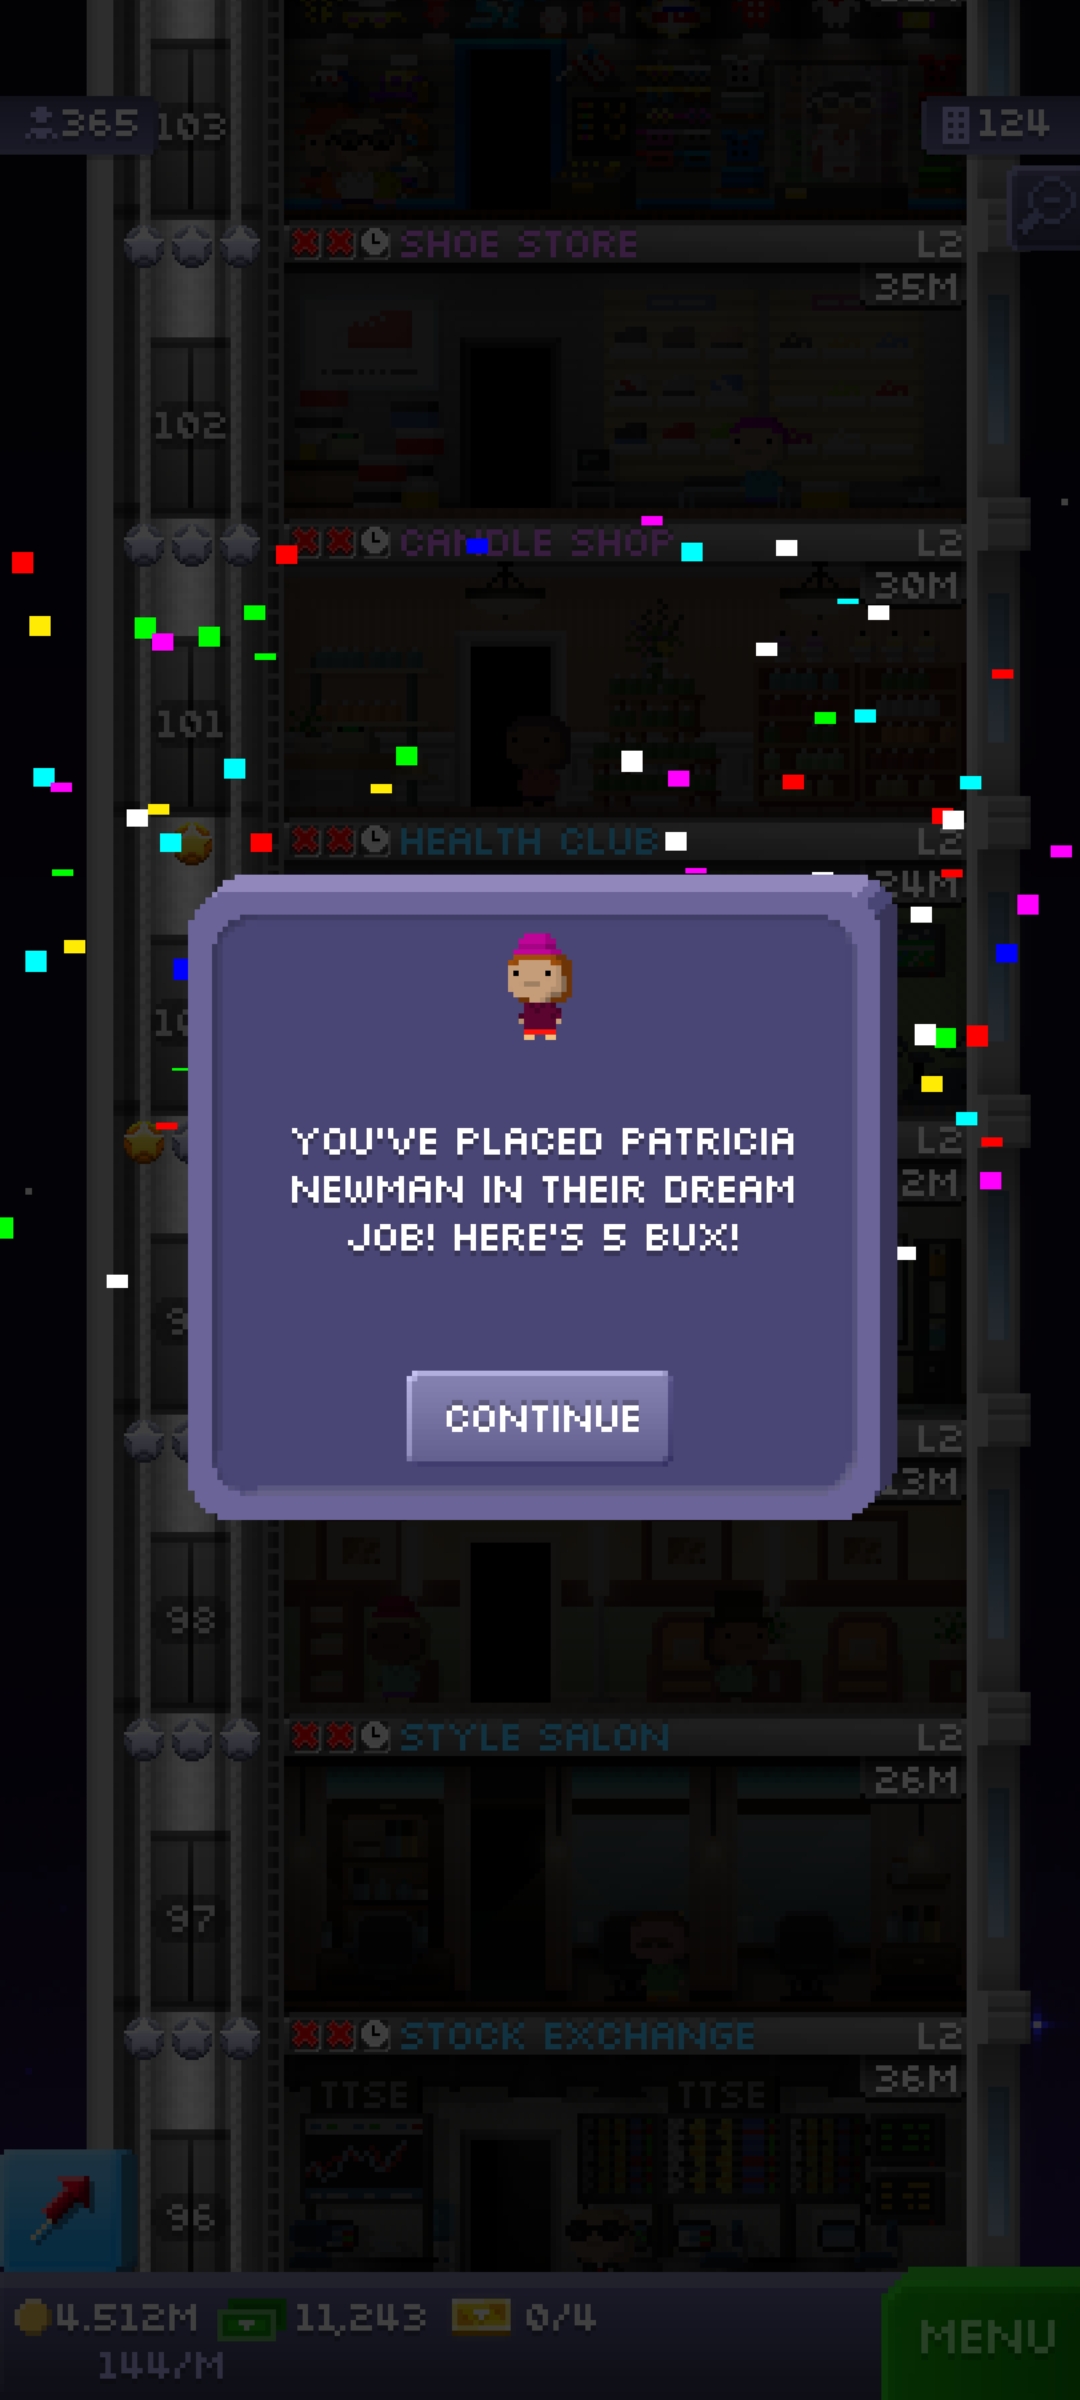 365
103
124
SHOE STORE
L2
35M
102
CANDLE SHOP
L2
30M
101
HEALTH CLUB
L2
24M
L2
YOU'VE PLACED PATRICIA
NEWMAN IN THEIR DREAM
JOB! HERE'S 5 BUX!
CONTINUE
L2
13M
98
STYLE SALON
L2
26M
97
STOCK EXCHANGE
L2
36M
TTSE
TTSE
96
4.512M
11,243
0/4
144/M
MENU